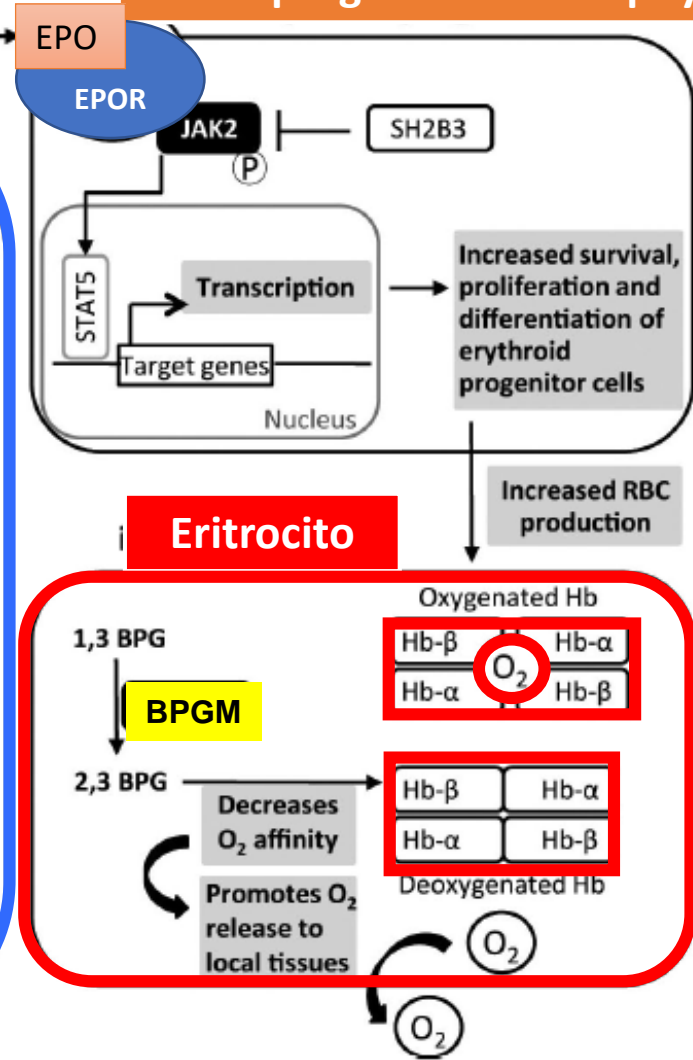 EPO
EPOR
JAK2
P
SH2B3
STAT5
Transcription
Target genes
Nucleus
Increased survival,
proliferation and
differentiation of
erythroid
progenitor cells
Increased RBC
production
Eritrocito
1,3 BPG
BPGM
2,3 BPG
Decreases
O₂ affinity
Promotes O₂
release to
local tissues
Oxygenated Hb
Hb-β Hb-α
O₂
Hb-α Hb-β
Hb-β Hb-α
Hb-α Hb-β
Deoxygenated Hb
O₂
O₂